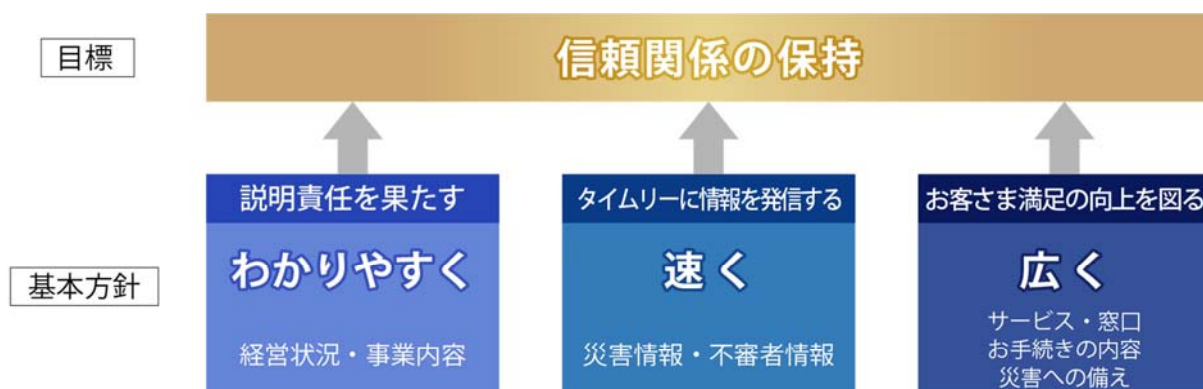 目標
信頼関係の保持
基本方針
説明責任を果たす
わかりやすく
経営状況・事業内容
タイムリーに情報を発信する
速く
災害情報・不審者情報
お客さま満足の向上を図る
広く
サービス・窓口
お手続きの内容
災害への備え